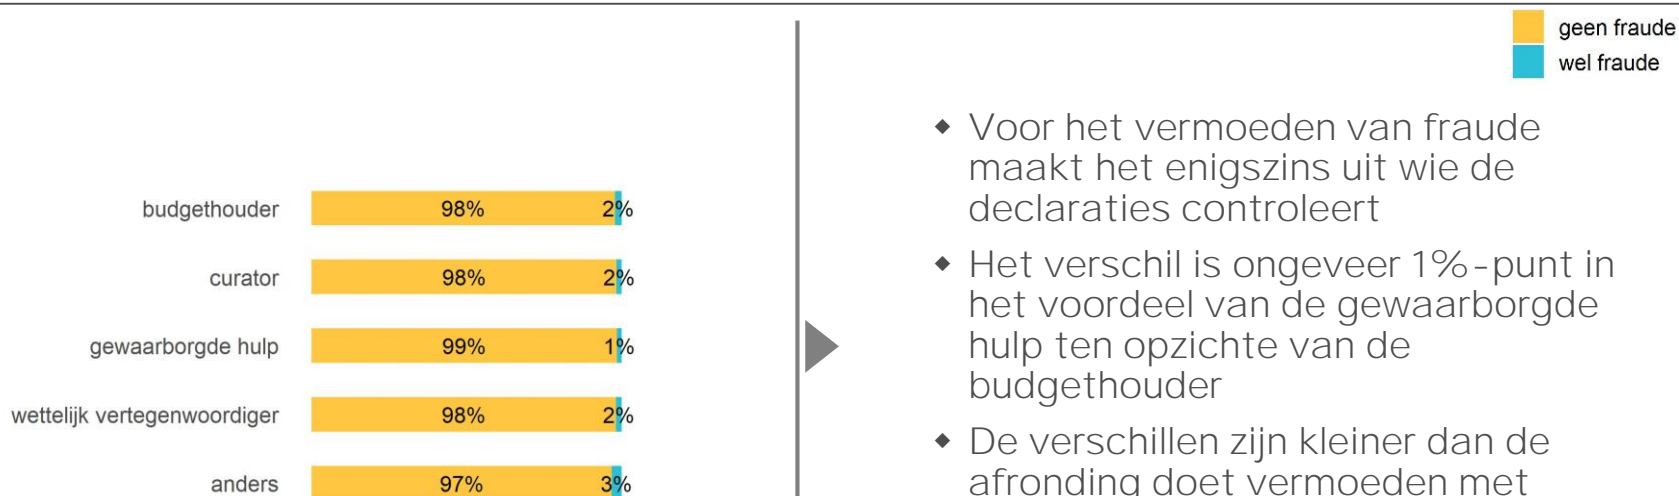 geen fraude
wel fraude
budgethouder 98% 2%
curator 98% 2%
gewaarborgde hulp 99% 1%
wettelijk vertegenwoordiger 98% 2%
anders 97% 3%
◆ Voor het vermoeden van fraude
maakt het enigszins uit wie de
declaraties controleert
◆ Het verschil is ongeveer 1%-punt in
het voordeel van de gewaarborgde
hulp ten opzichte van de
budgethouder
◆ De verschillen zijn kleiner dan de
afronding doet vermoeden met